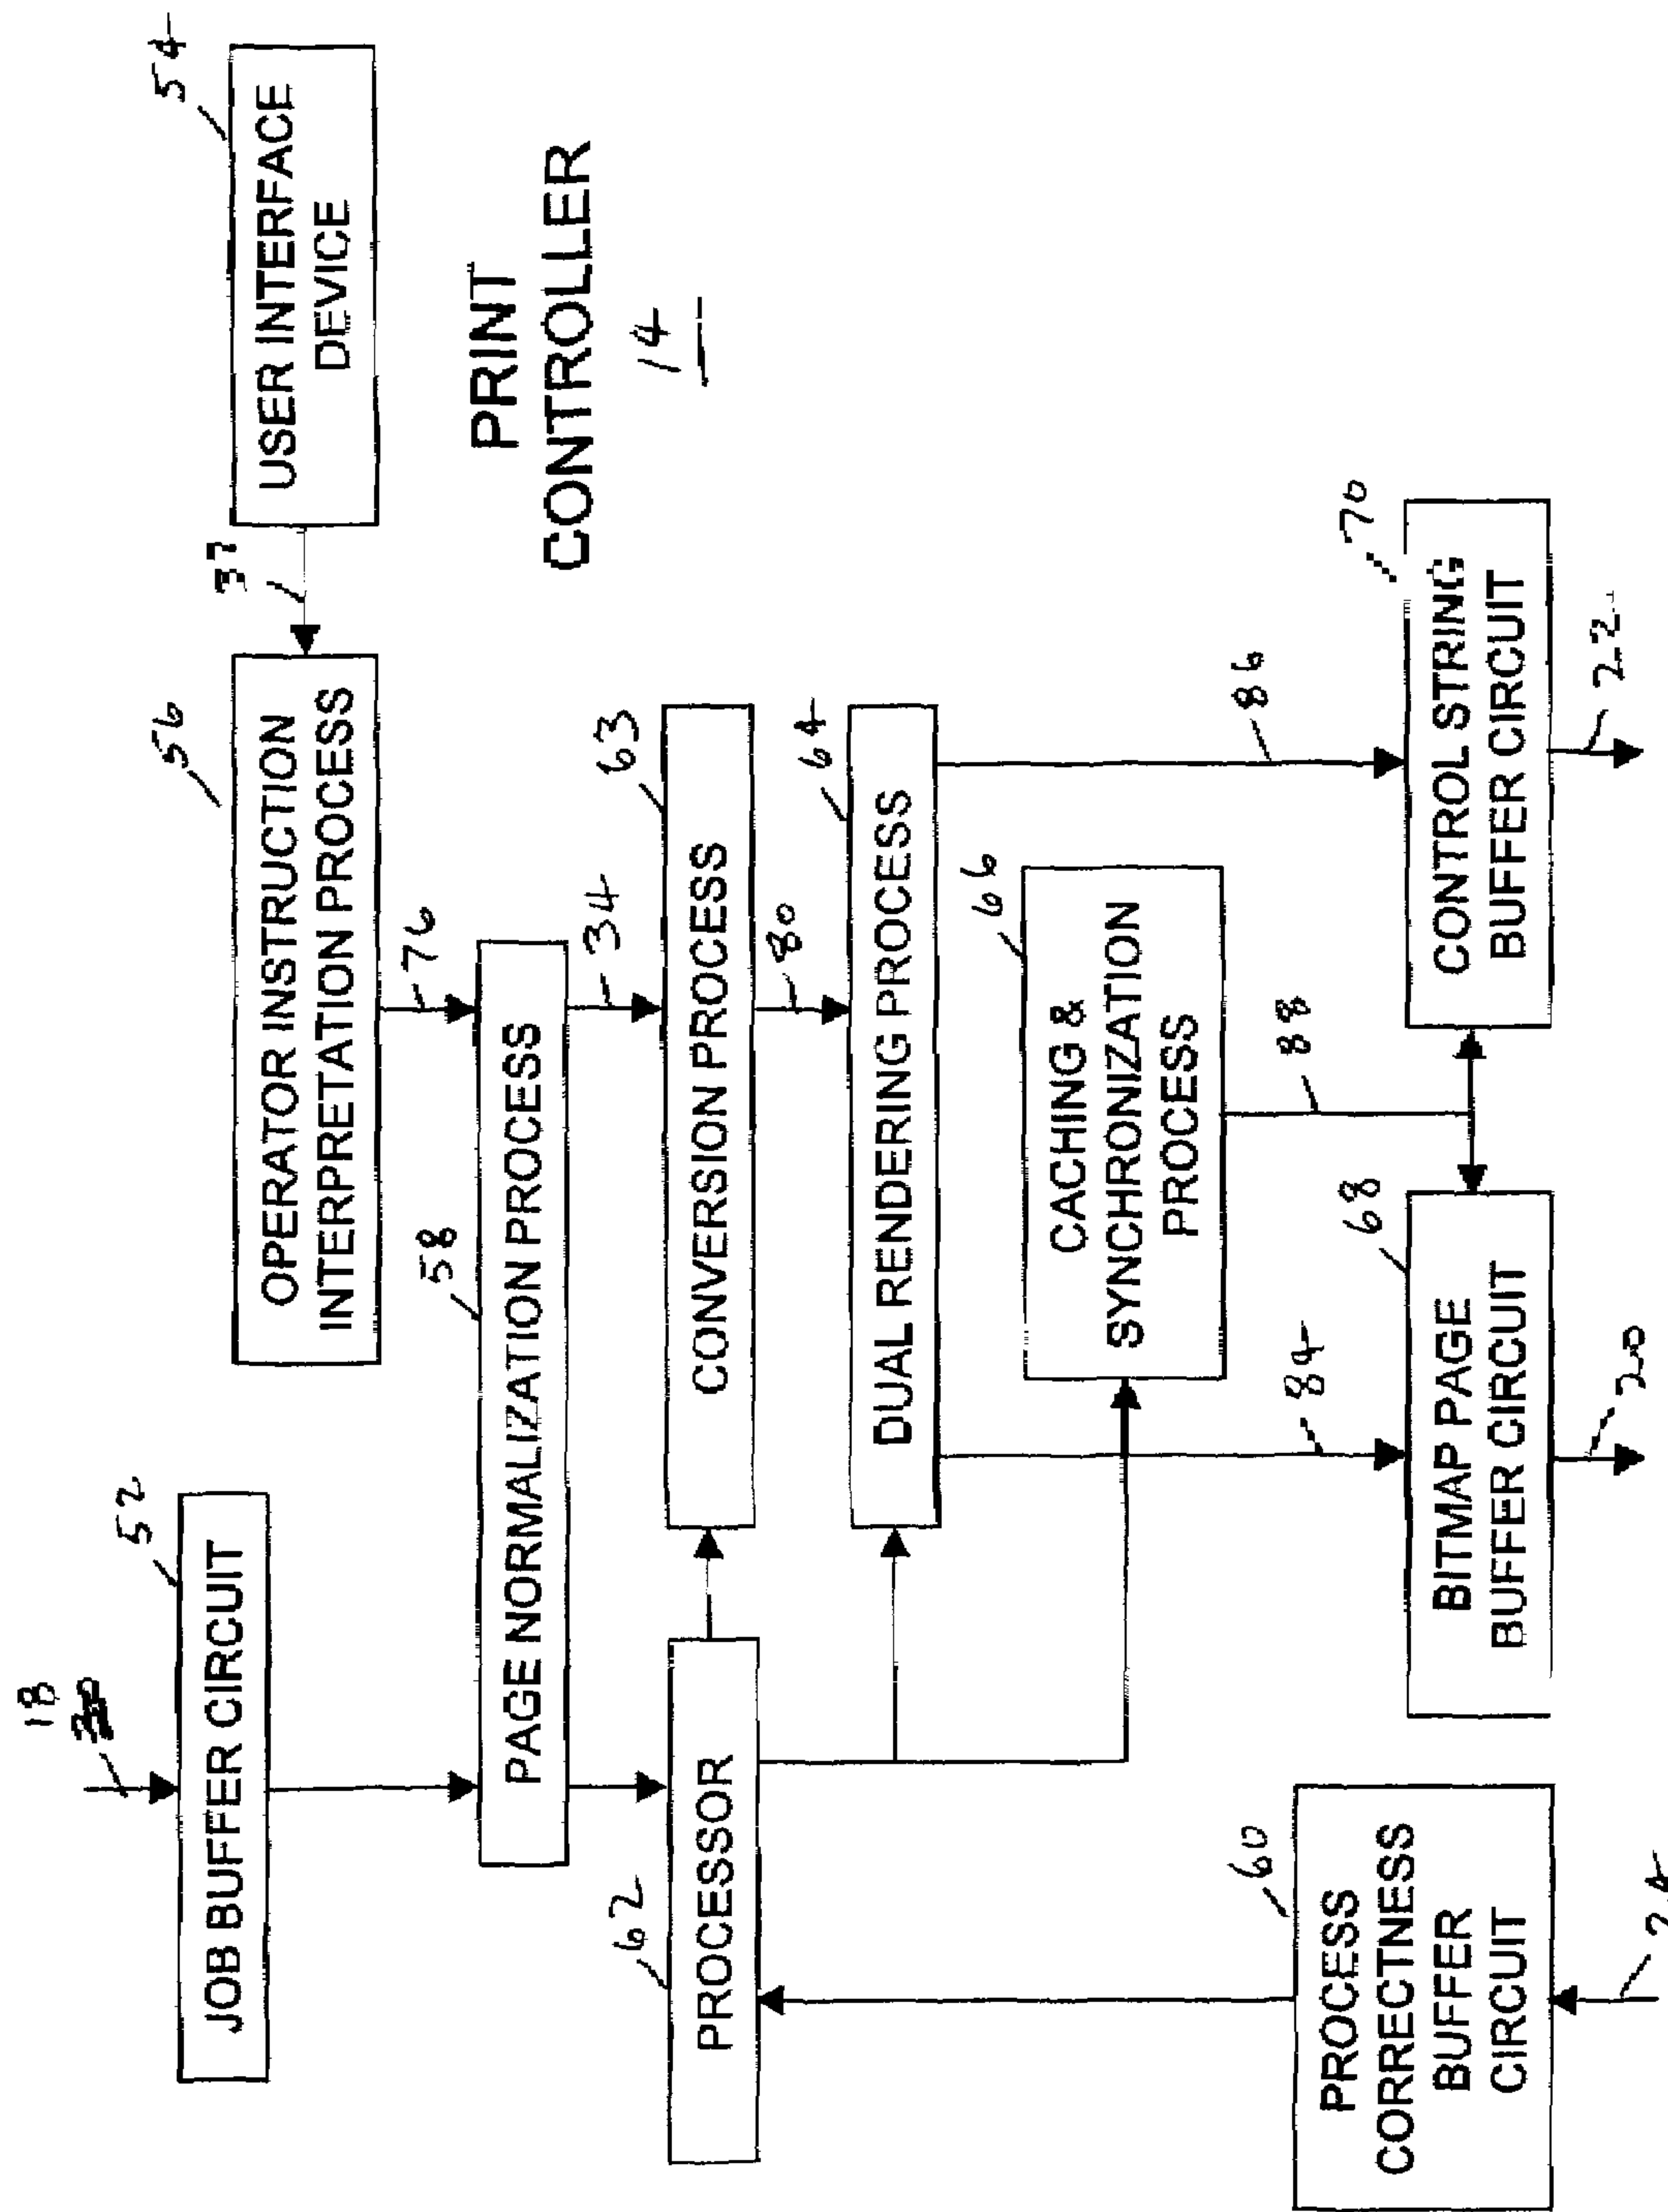 18
52
JOB BUFFER CIRCUIT
54
USER INTERFACE
DEVICE
37
56
OPERATOR INSTRUCTION
INTERPRETATION PROCESS
PRINT
CONTROLLER
14
76
58
PAGE NORMALIZATION PROCESS
34
62
PROCESSOR
63
CONVERSION PROCESS
80
64
DUAL RENDERING PROCESS
66
CACHING &
SYNCHRONIZATION
PROCESS
84
88
86
60
PROCESS
CORRECTNESS
BUFFER
CIRCUIT
24
68
BITMAP PAGE
BUFFER CIRCUIT
20
70
CONTROL STRING
BUFFER CIRCUIT
22